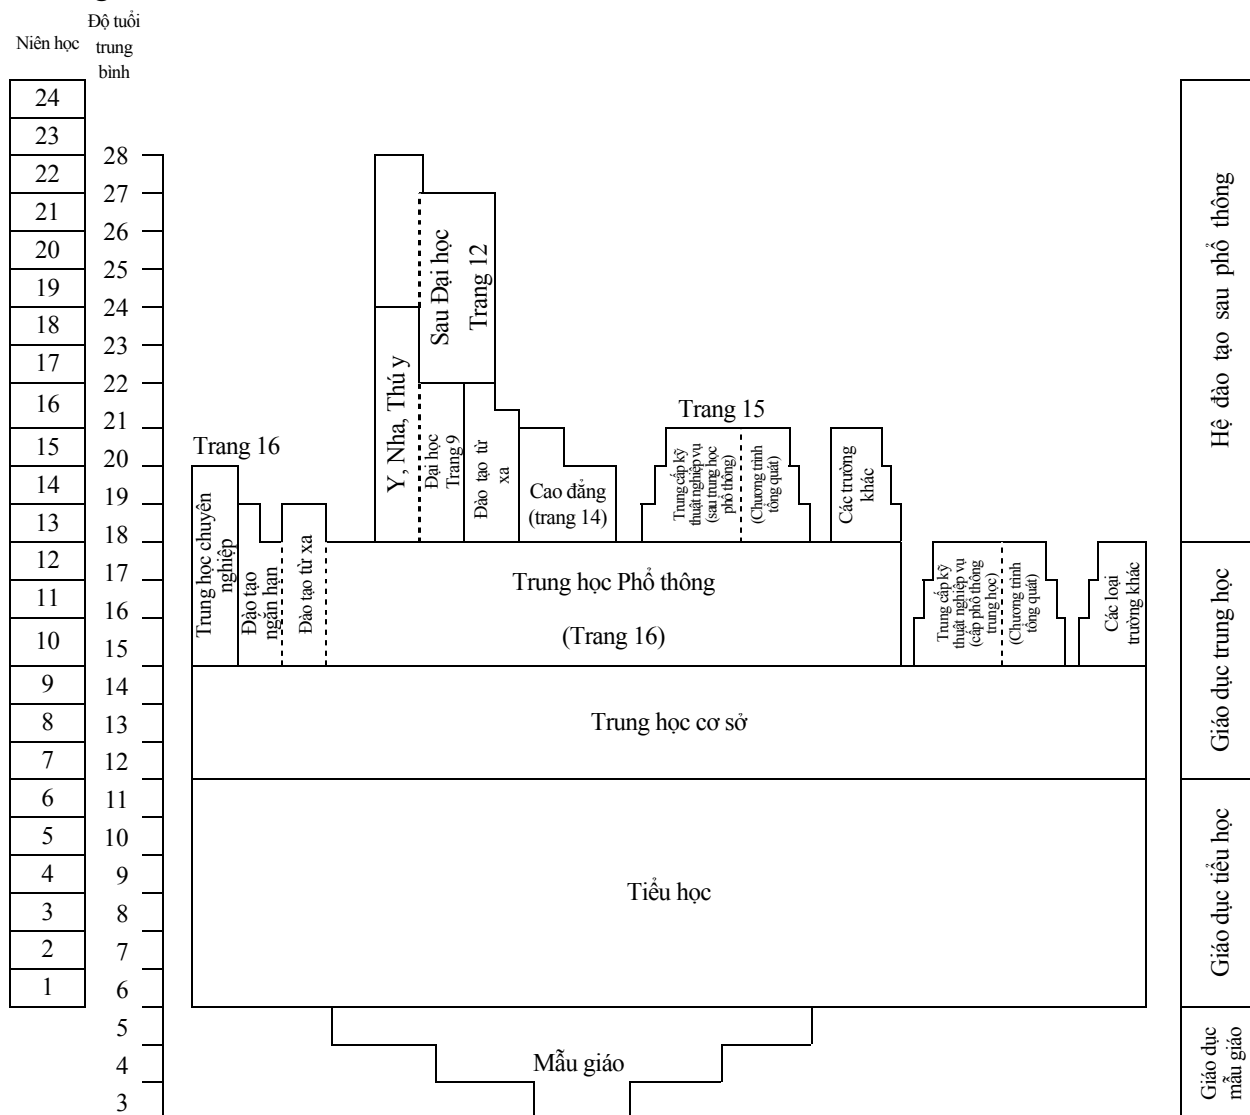 Độ tuổi
Niên học
trung
bình
24
23
22
21
20
19
18
17
16
15
14
13
12
11
10
9
8
7
6
5
4
3
2
1
28
27
26
25
24
23
22
21
20
19
18
17
16
15
14
13
12
11
10
9
8
7
6
5
4
3
Trang 16
Trung học chuyên
nghiệp
Đào tạo
ngắn hạn
Đào tạo từ xa
Y, Nha, Thú y
Sau Đại học
Trang 12
Đại học
Trang 9
Đào tạo từ
xa
Cao đẳng
(trang 14)
Trang 15
Trung cấp kỹ
thuật nghiệp vụ
(sau trung học
phổ thông)
(Chương trình
tổng quát)
Các trường
khác
Trung học Phổ thông
(Trang 16)
Trung cấp kỹ
thuật nghiệp vụ
(cấp phổ thông
trung học)
(Chương trình
tổng quát)
Các loại
trường khác
Trung học cơ sở
Tiểu học
Mẫu giáo
Hệ đào tạo sau phổ thông
Giáo dục trung học
Giáo dục tiểu học
Giáo dục
mẫu giáo